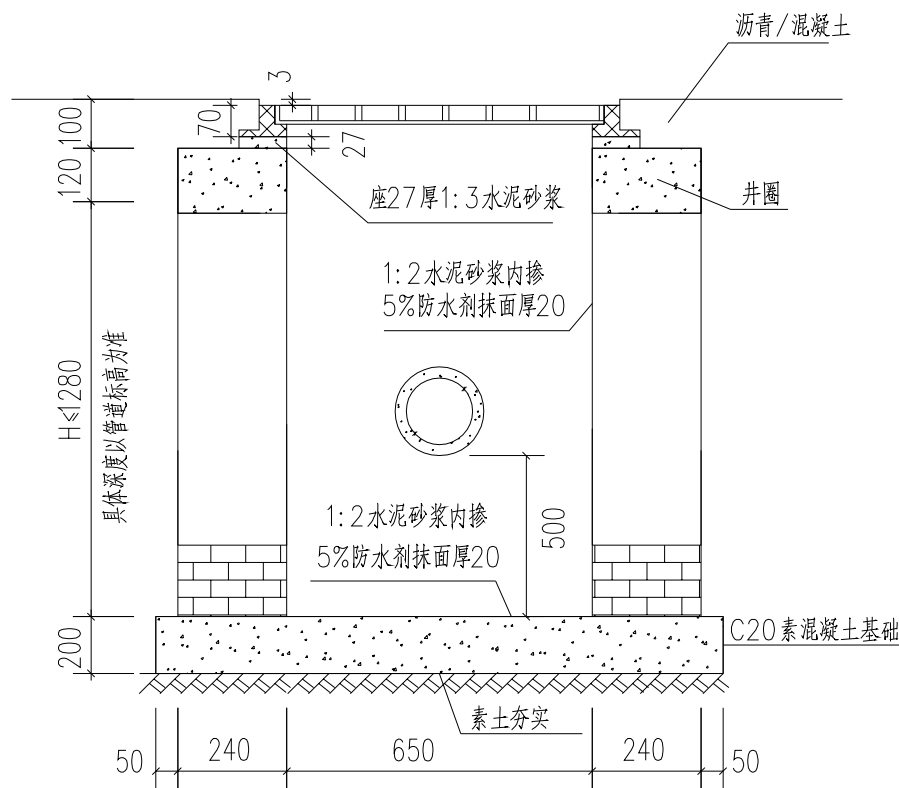 沥青/混凝土
3
100
70
27
120
座27厚1:3水泥砂浆
井圈
1:2水泥砂浆内掺
5%防水剂抹面厚20
H≤1280
具体深度以管道标高为准
1:2水泥砂浆内掺
5%防水剂抹面厚20
500
C20素混凝土基础
200
素土夯实
50
240
650
240
50